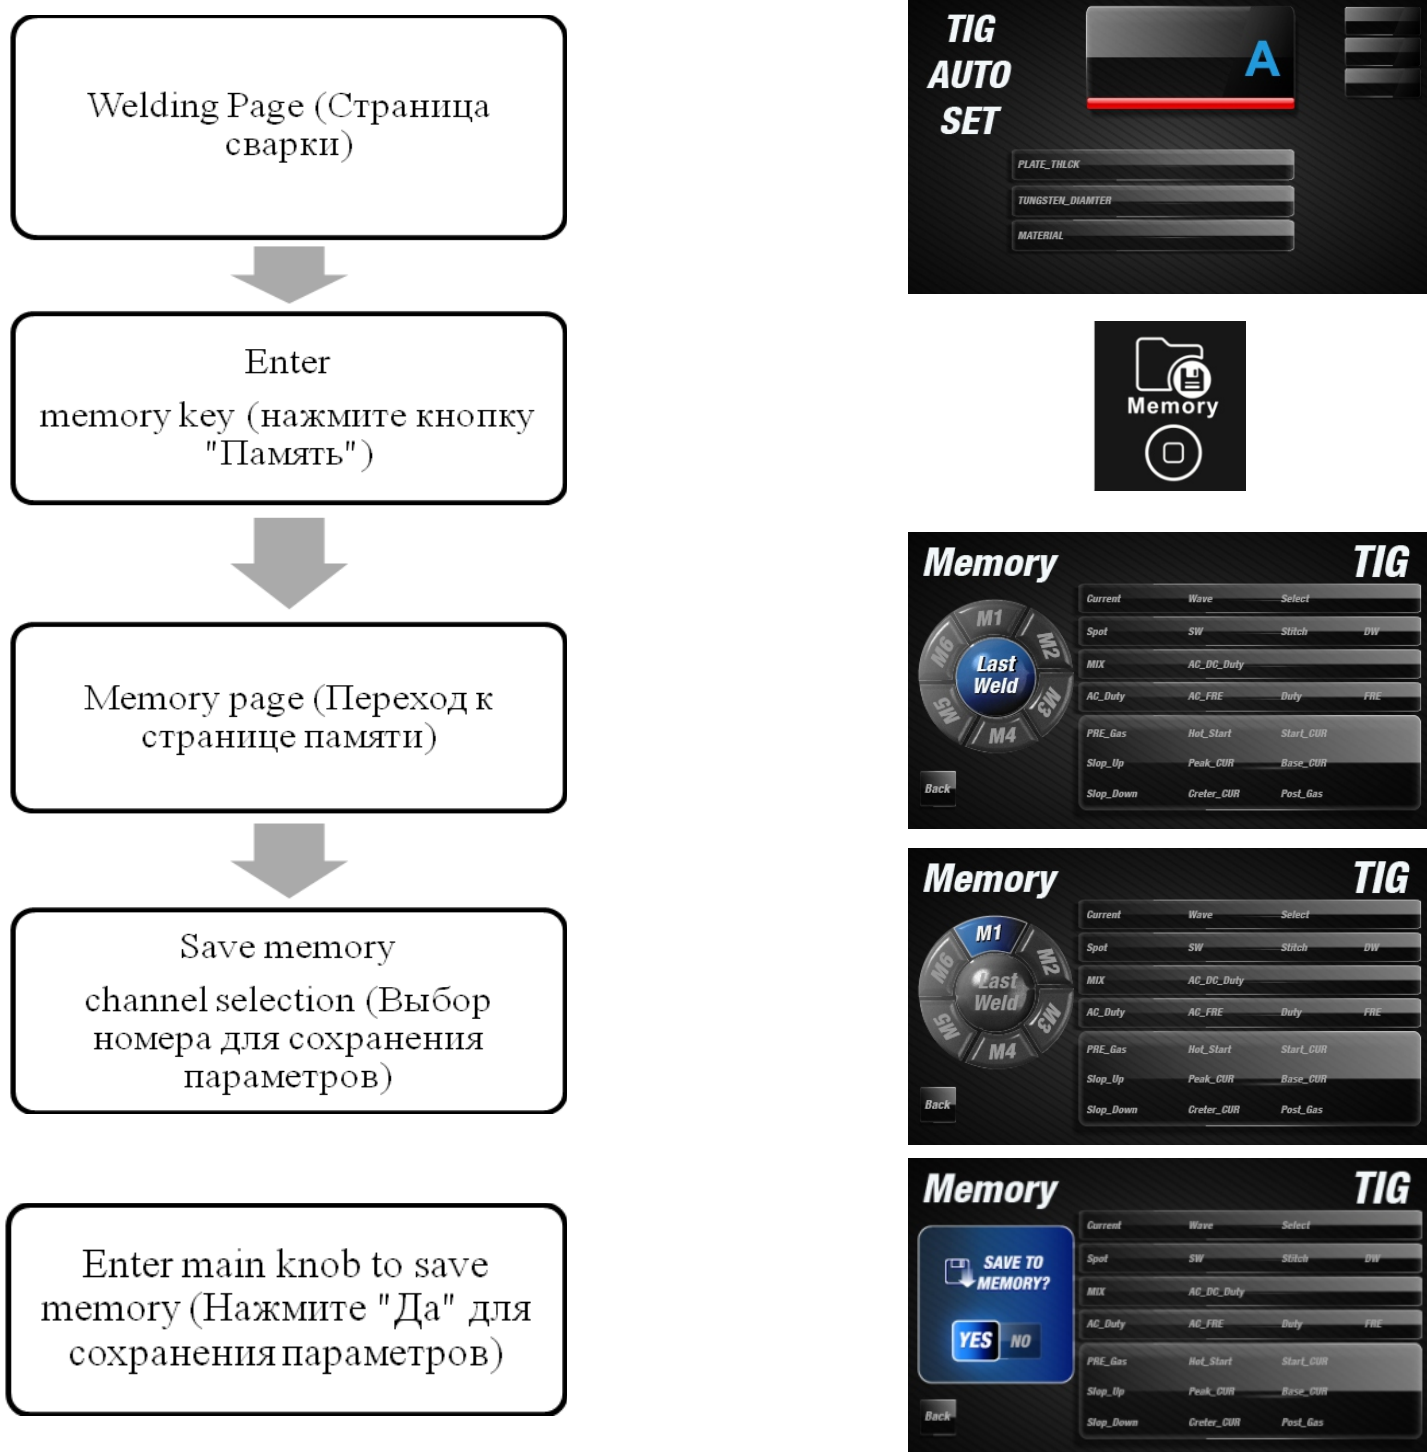 Welding Page (Страница
сварки)
TIG
AUTO
SET
A
PLATE_THLCK
TUNGSTEN_DIAMTER
MATERIAL
Enter
memory key (нажмите кнопку
"Память")
Memory
Memory page (Переход к
странице памяти)
Memory
TIG
M1
M2
M3
M4
M5
M6
Last
Weld
Back
Current Wave Select
Spot SW Stitch DW
MIX AC_DC_Duty
AC_Duty AC_FRE Duty FRE
PRE_Gas Hot_Start Start_CUR
Slop_Up Peak_CUR Base_CUR
Slop_Down Creter_CUR Post_Gas
Save memory
channel selection (Выбор
номера для сохранения
параметров)
Memory
TIG
M1
M2
M3
M4
M5
M6
Last
Weld
Back
Current Wave Select
Spot SW Stitch DW
MIX AC_DC_Duty
AC_Duty AC_FRE Duty FRE
PRE_Gas Hot_Start Start_CUR
Slop_Up Peak_CUR Base_CUR
Slop_Down Creter_CUR Post_Gas
Enter main knob to save
memory (Нажмите "Да" для
сохранения параметров)
Memory
TIG
SAVE TO
MEMORY?
YES NO
Back
Current Wave Select
Spot SW Stitch DW
MIX AC_DC_Duty
AC_Duty AC_FRE Duty FRE
PRE_Gas Hot_Start Start_CUR
Slop_Up Peak_CUR Base_CUR
Slop_Down Creter_CUR Post_Gas